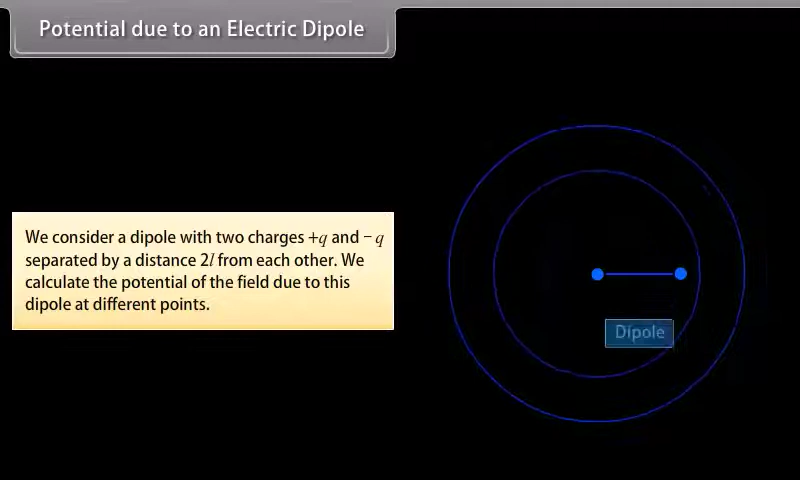 Potential due to an Electric Dipole
We consider a dipole with two charges +q and − q
separated by a distance 2l from each other. We
calculate the potential of the field due to this
dipole at different points.
Dipole